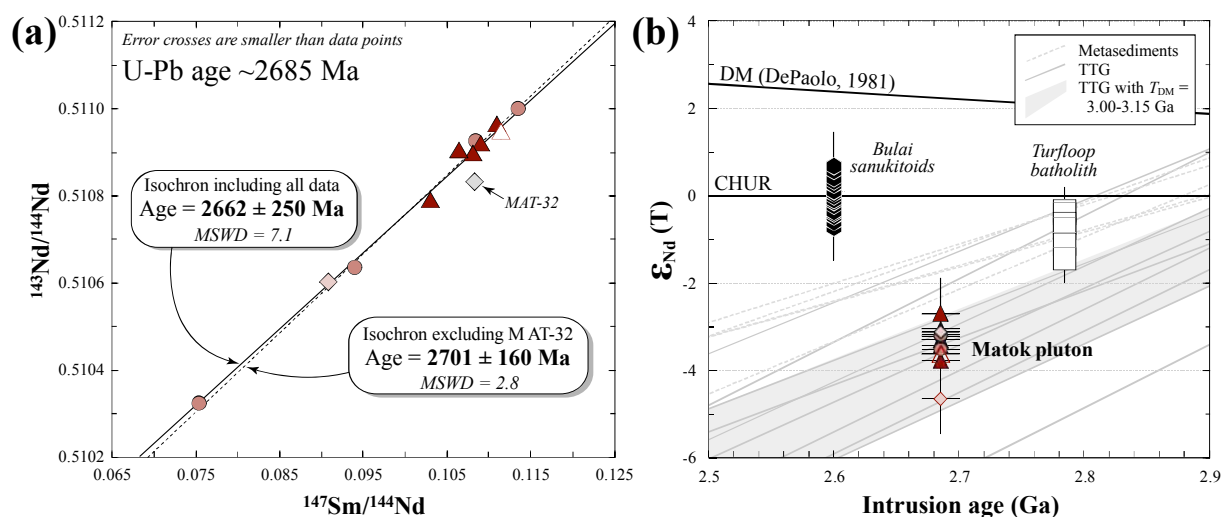 (a)
Error crosses are smaller than data points
U-Pb age ~2685 Ma
0.5112
0.5110
0.5108
0.5106
0.5104
0.5102
¹⁴³Nd/¹⁴⁴Nd
Isochron including all data
Age = 2662 ± 250 Ma
MSWD = 7.1
MAT-32
Isochron excluding MAT-32
Age = 2701 ± 160 Ma
MSWD = 2.8
0.065 0.075 0.085 0.095 0.105 0.115 0.125
¹⁴⁷Sm/¹⁴⁴Nd
(b)
4
2
0
-2
-4
-6
εNd (T)
Metasediments
TTG
TTG with TDM =
3.00-3.15 Ga
DM (DePaolo, 1981)
Bulai
sanukitoids
Turfloop
batholith
CHUR
Matok pluton
2.5 2.6 2.7 2.8 2.9
Intrusion age (Ga)